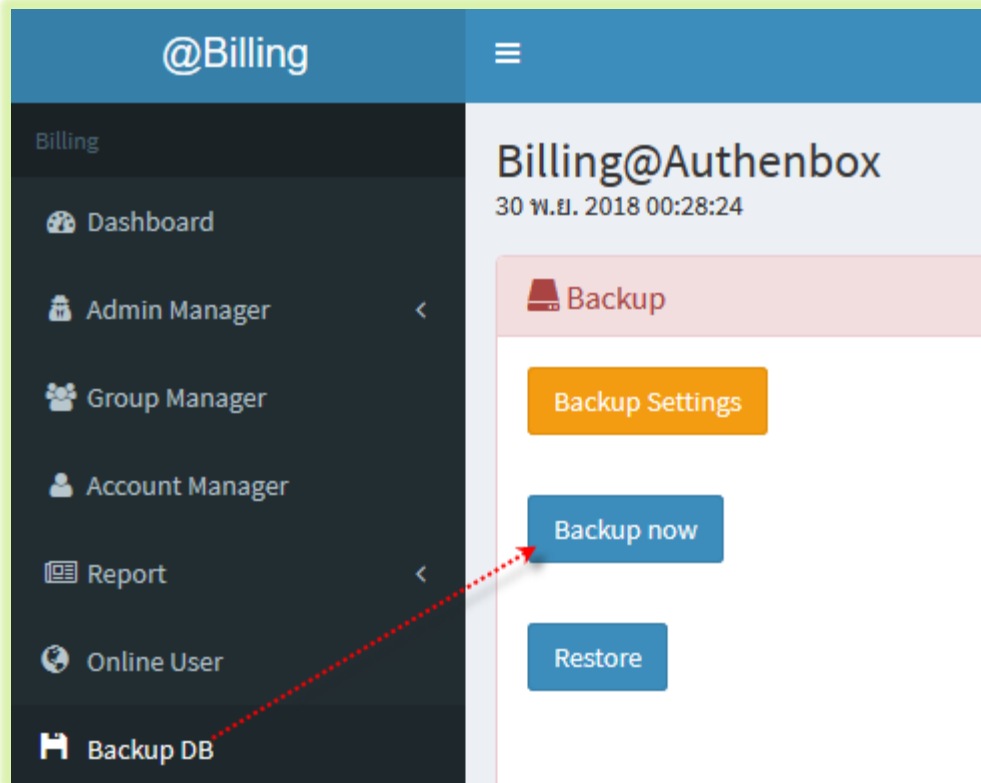 @Billing
Billing
Dashboard
Admin Manager
Group Manager
Account Manager
Report
Online User
Backup DB
Billing@Authenbox
30 พ.ย. 2018 00:28:24
Backup
Backup Settings
Backup now
Restore